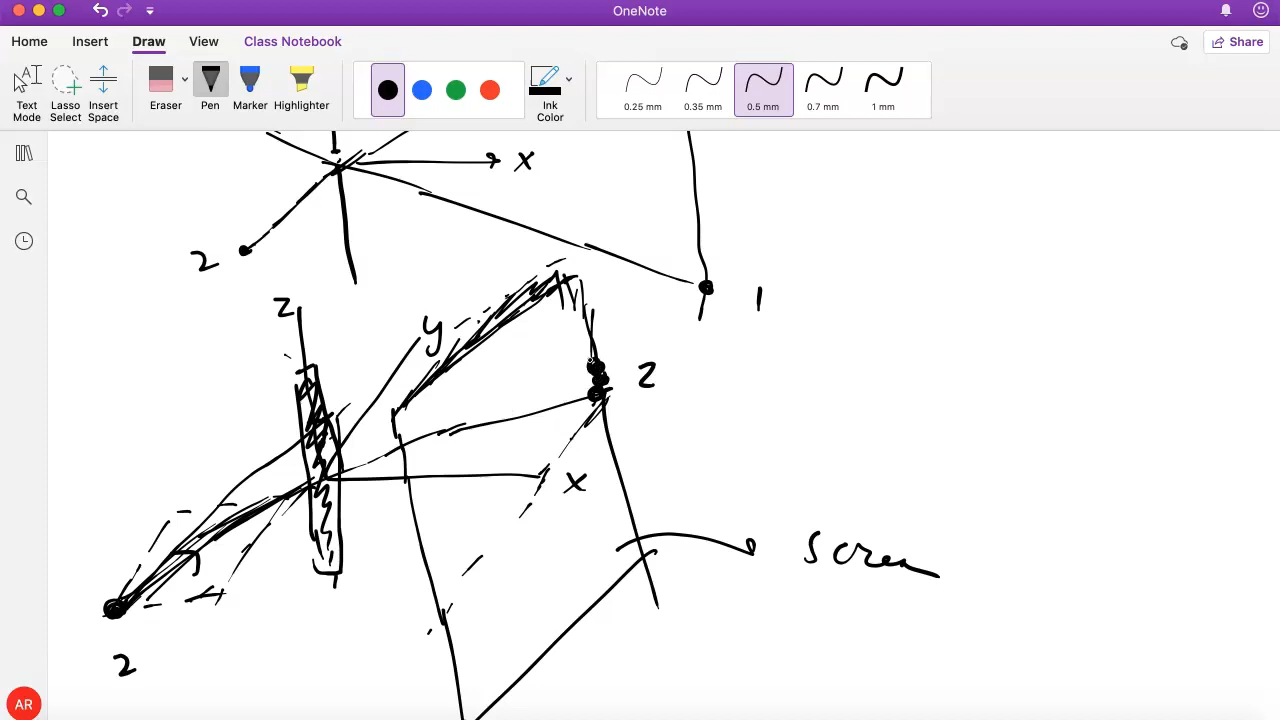 OneNote
Home Insert Draw View Class Notebook
Share
Text Mode
Lasso Select
Insert Space
Eraser
Pen
Marker
Highlighter
Ink Color
0.25 mm
0.35 mm
0.5 mm
0.7 mm
1 mm
1
x
2
1
z
y
2
x
2
AR